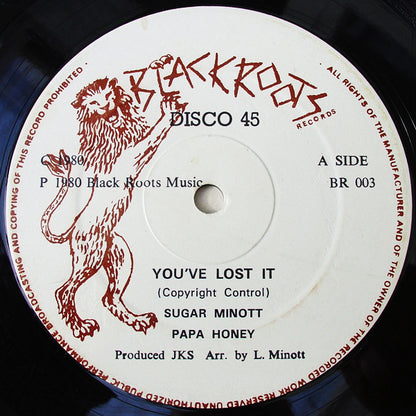 BLACKROOTS
RECORDS
DISCO 45
C 1980
A SIDE
P 1980 Black Roots Music
BR 003
YOU'VE LOST IT
(Copyright Control)
SUGAR MINOTT
PAPA HONEY
Produced JKS Arr. by L. Minott
ALL RIGHTS OF THE MANUFACTURER AND OF THE OWNER OF THE RECORDED WORK RESERVED UNAUTHORIZED PUBLIC PERFORMANCE BROADCASTING AND COPYING OF THIS RECORD PROHIBITED